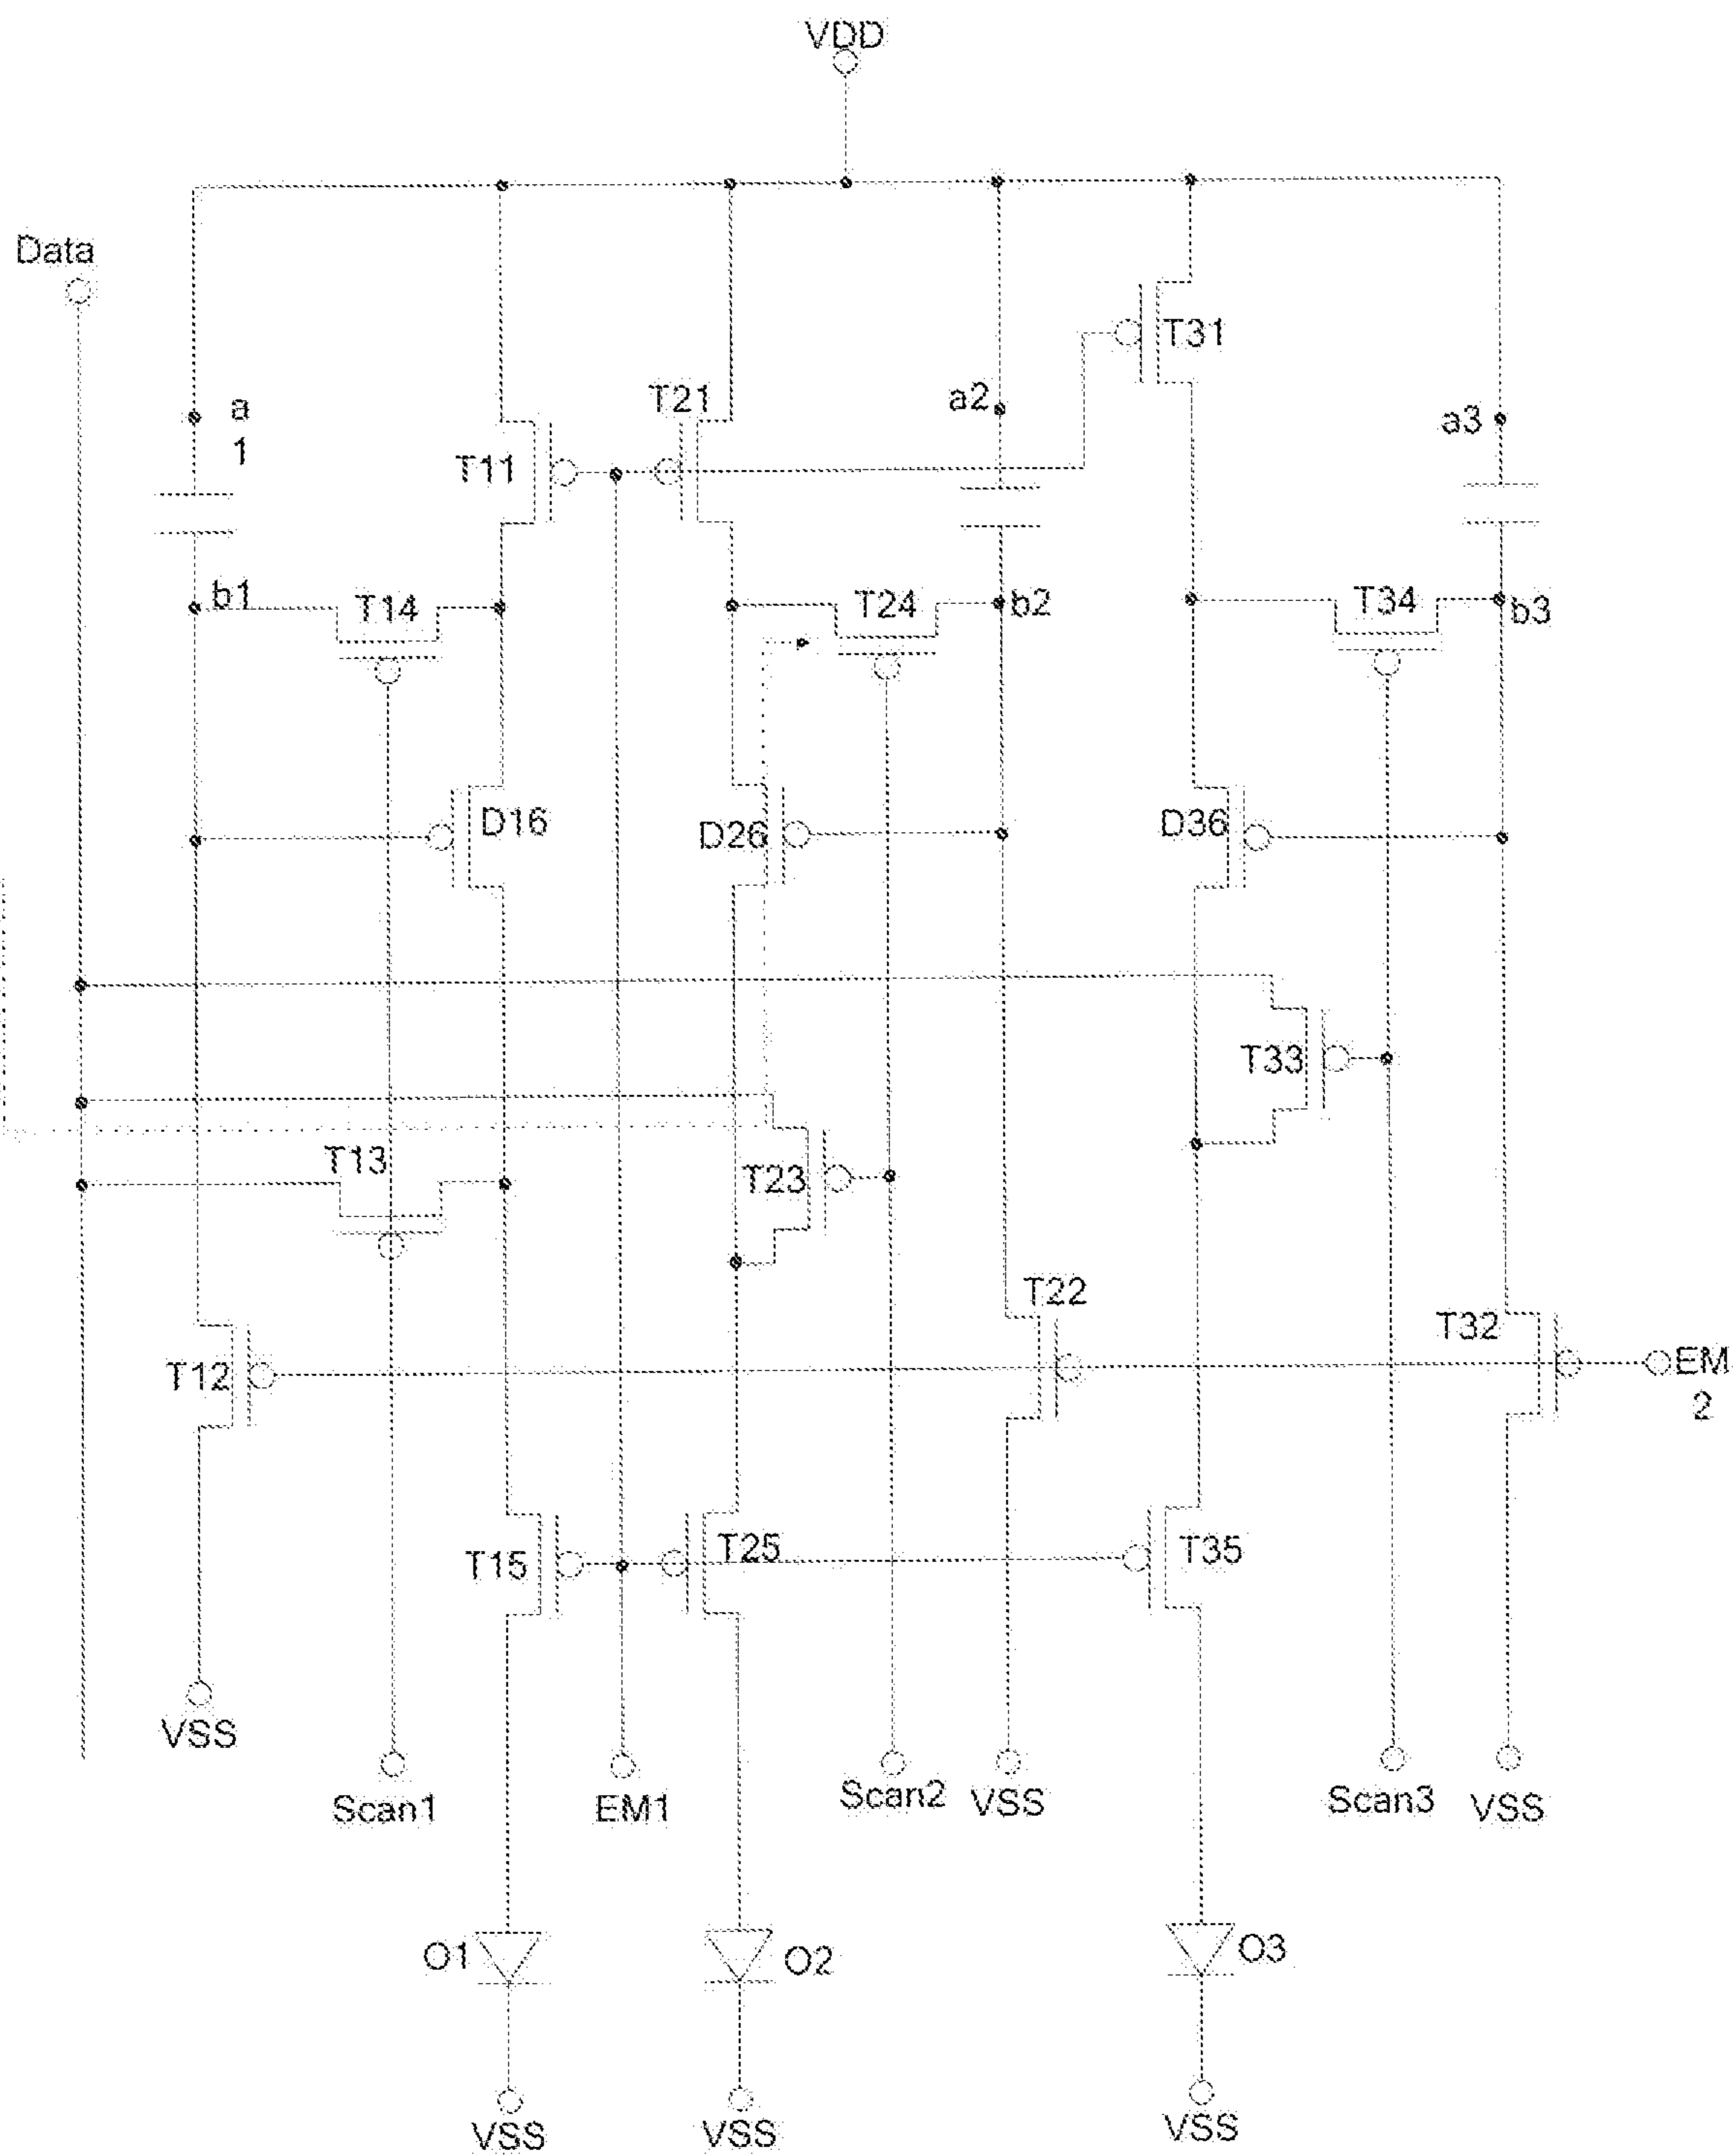 VDD
Data
T31
T21
a
1
a2
a3
T11
b1
T14
T24
b2
T34
b3
D16
D26
D36
T33
T13
T23
T22
T12
T32
EM
2
T15
T25
T35
VSS
Scan1
EM1
Scan2
VSS
Scan3
VSS
O1
O2
O3
VSS
VSS
VSS